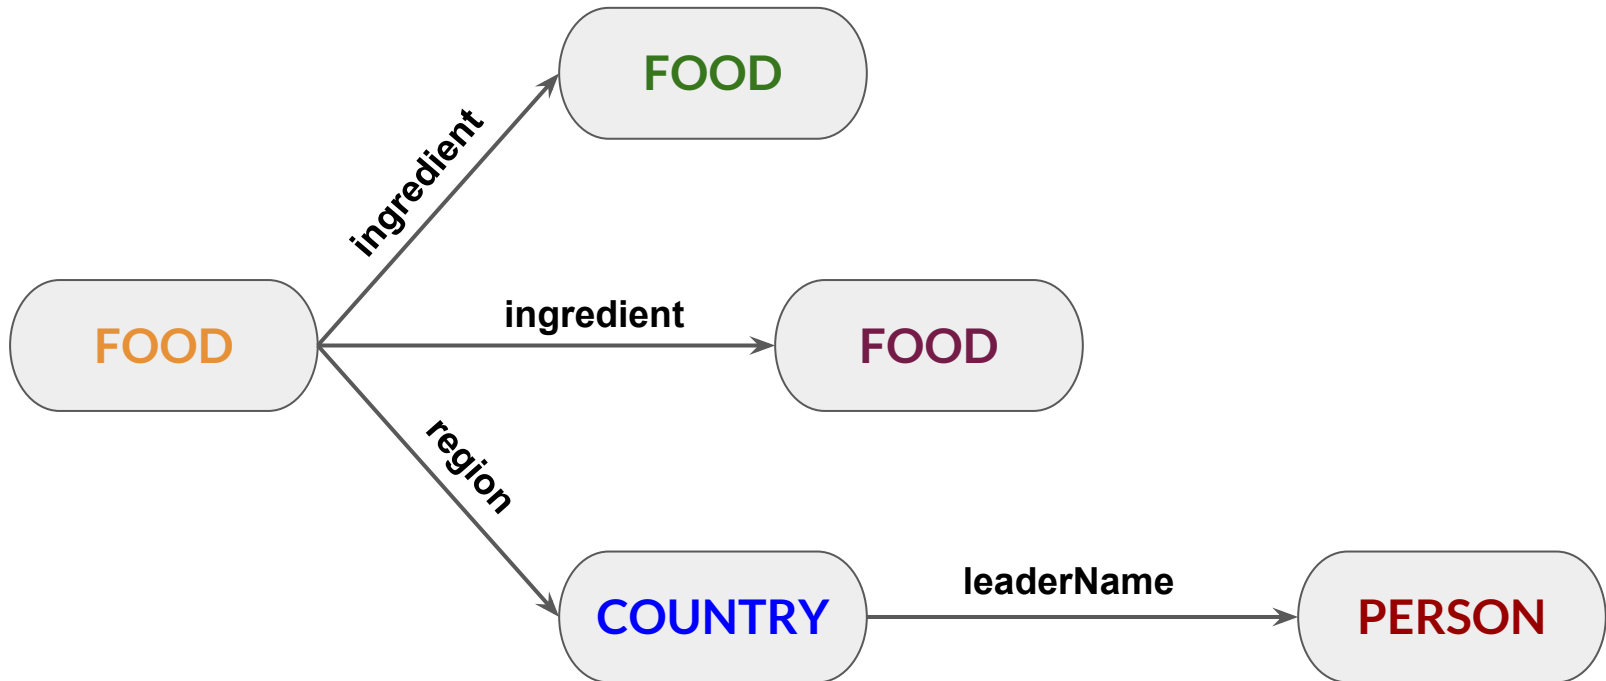 FOOD
ingredient
ingredient
FOOD
FOOD
region
leaderName
COUNTRY
PERSON